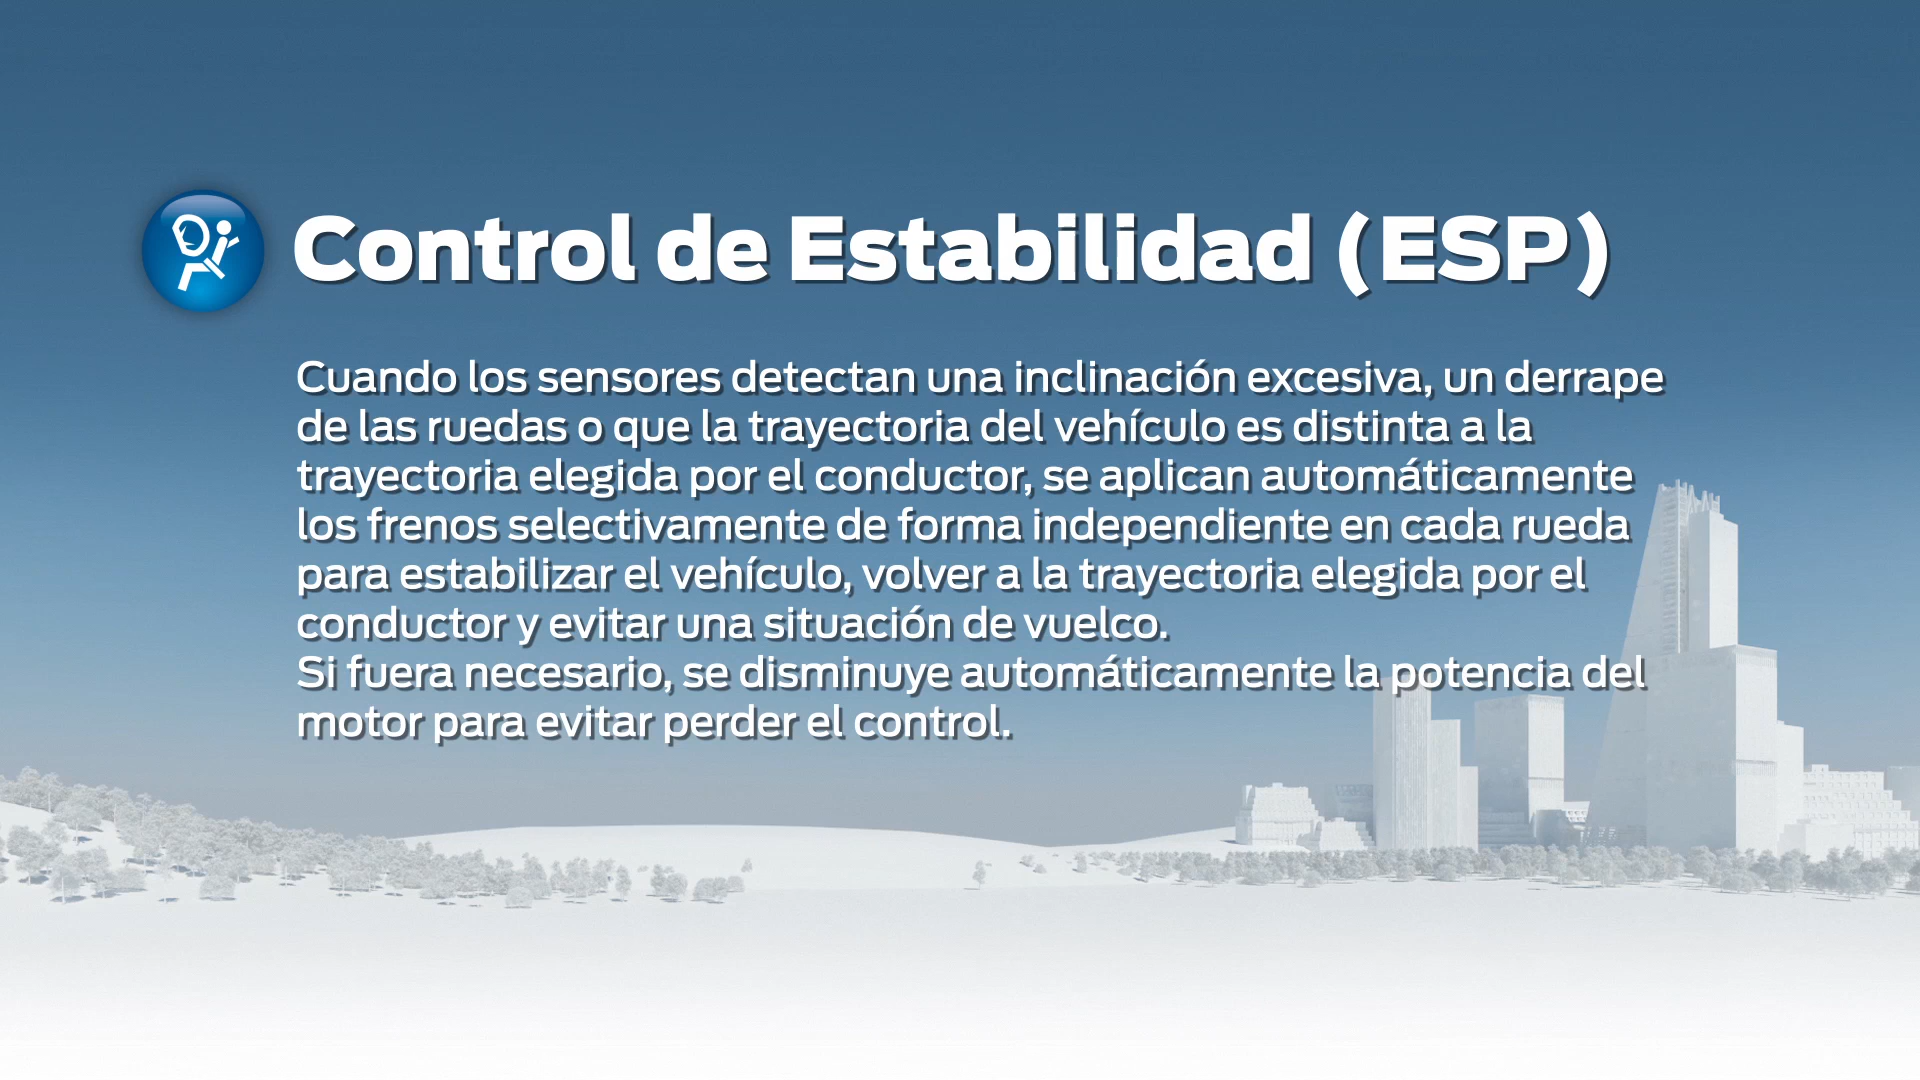 Control de Estabilidad (ESP)
Cuando los sensores detectan una inclinación excesiva, un derrape
de las ruedas o que la trayectoria del vehículo es distinta a la
trayectoria elegida por el conductor, se aplican automáticamente
los frenos selectivamente de forma independiente en cada rueda
para estabilizar el vehículo, volver a la trayectoria elegida por el
conductor y evitar una situación de vuelco.
Si fuera necesario, se disminuye automáticamente la potencia del
motor para evitar perder el control.